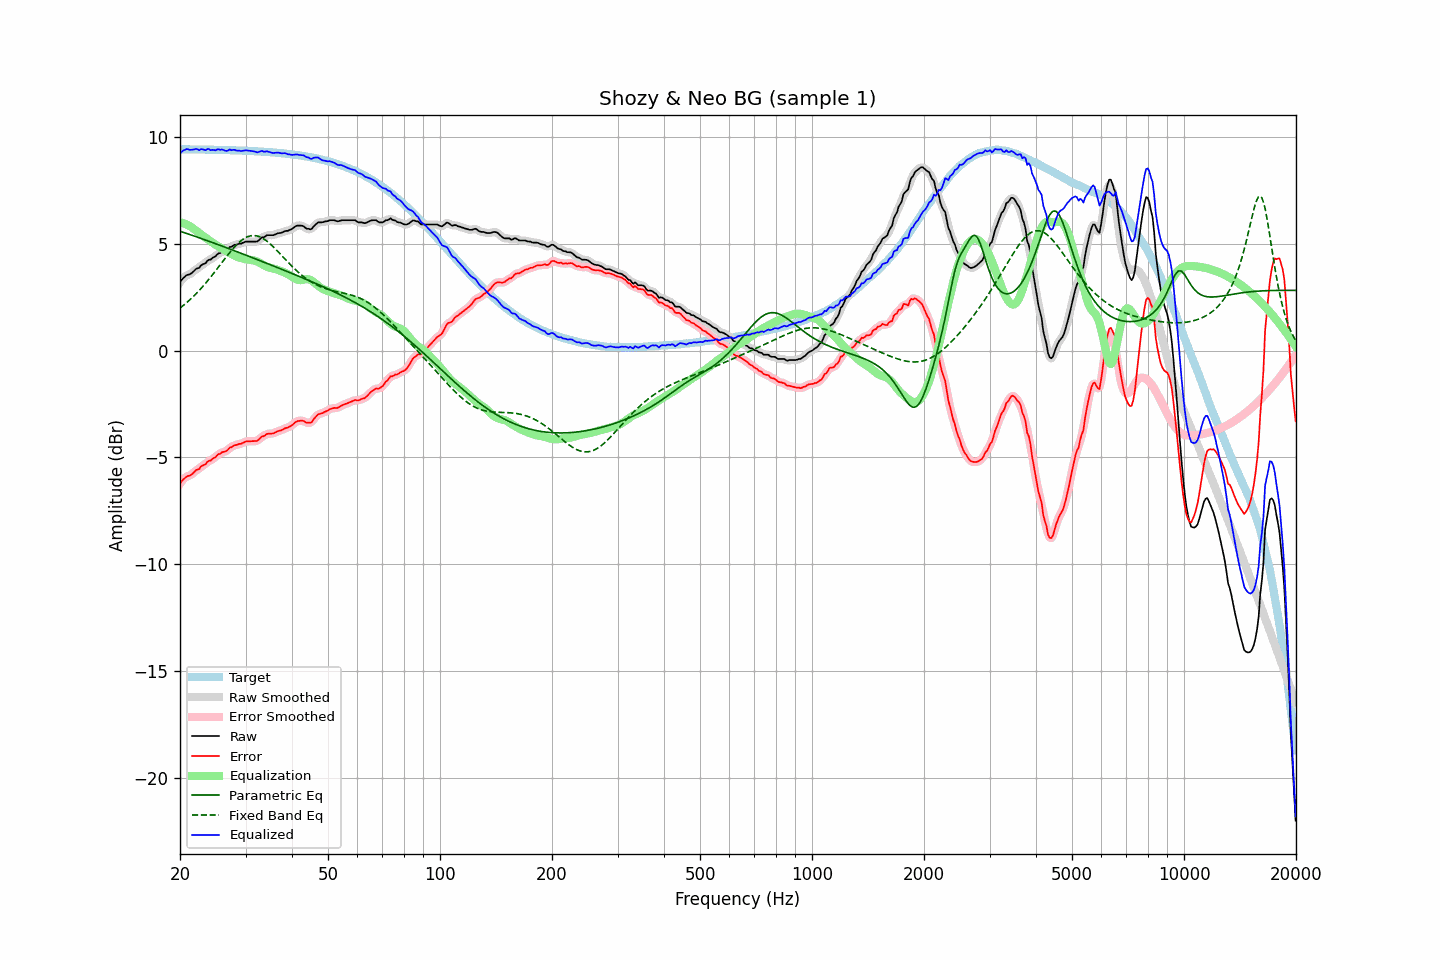 Shozy & Neo BG (sample 1)
10
5
0
−5
−10
−15
−20
Amplitude (dBr)
Target
Raw Smoothed
Error Smoothed
Raw
Error
Equalization
Parametric Eq
Fixed Band Eq
Equalized
20 50 100 200 500 1000 2000 5000 10000 20000
Frequency (Hz)